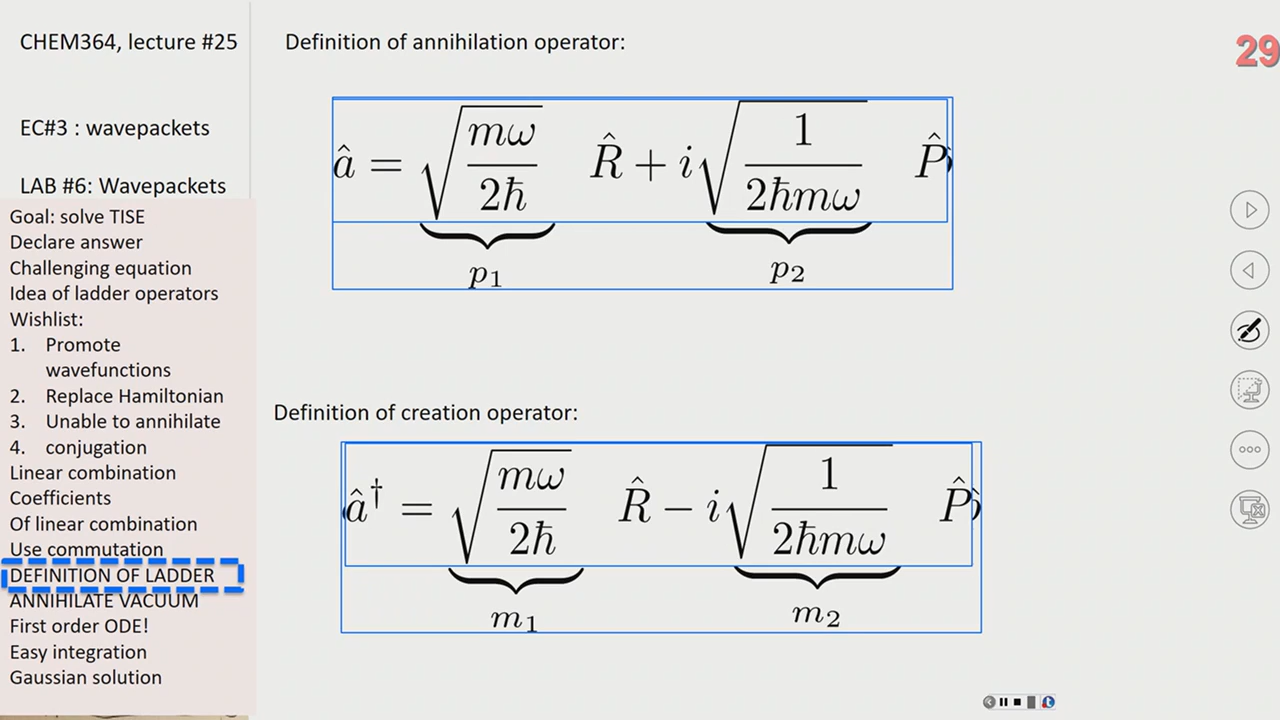 CHEM364, lecture #25
EC#3 : wavepackets
LAB #6: Wavepackets
Goal: solve TISE
Declare answer
Challenging equation
Idea of ladder operators
Wishlist:
1. Promote
wavefunctions
2. Replace Hamiltonian
3. Unable to annihilate
4. conjugation
Linear combination
Coefficients
Of linear combination
Use commutation
DEFINITION OF LADDER
ANNIHILATE VACUUM
First order ODE!
Easy integration
Gaussian solution
Definition of annihilation operator:
29
â = √(mω/2ħ) R̂ + i√(1/2ħmω) P̂
p₁ p₂
Definition of creation operator:
â† = √(mω/2ħ) R̂ − i√(1/2ħmω) P̂
m₁ m₂